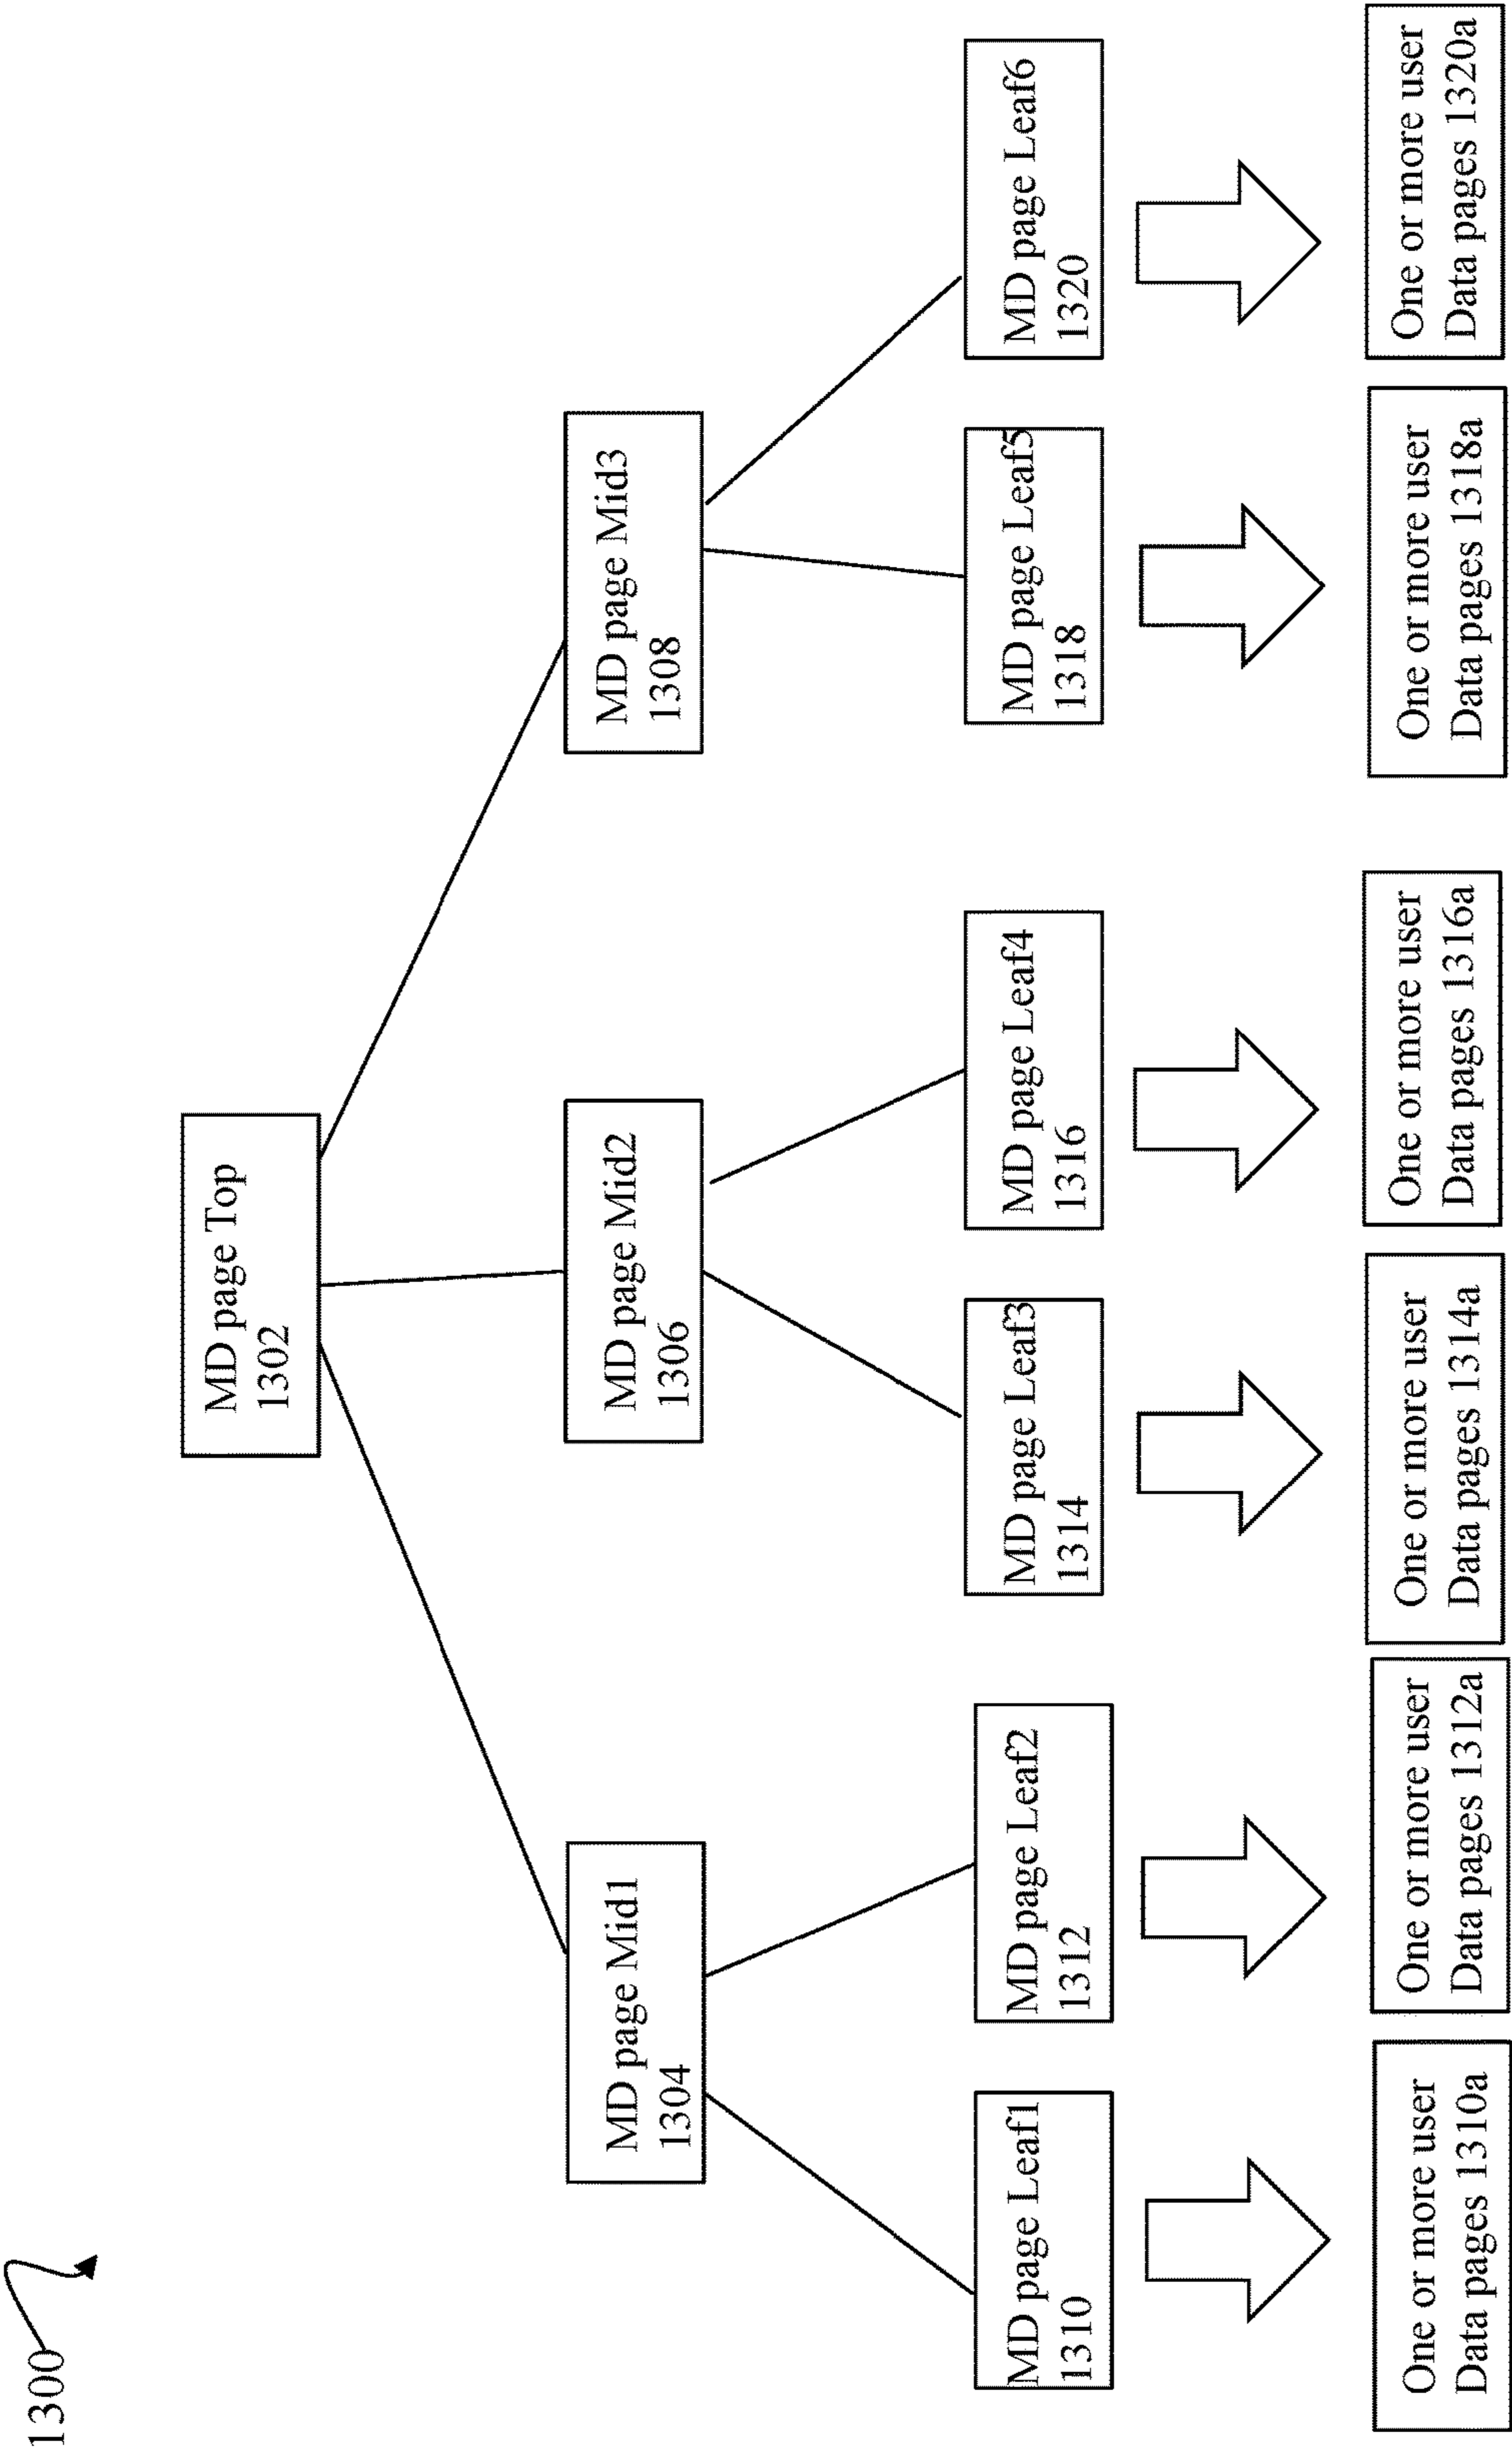 1300
MD page Top
1302
MD page Mid1
1304
MD page Mid2
1306
MD page Mid3
1308
MD page Leaf1
1310
MD page Leaf2
1312
MD page Leaf3
1314
MD page Leaf4
1316
MD page Leaf5
1318
MD page Leaf6
1320
One or more user
Data pages 1310a
One or more user
Data pages 1312a
One or more user
Data pages 1314a
One or more user
Data pages 1316a
One or more user
Data pages 1318a
One or more user
Data pages 1320a